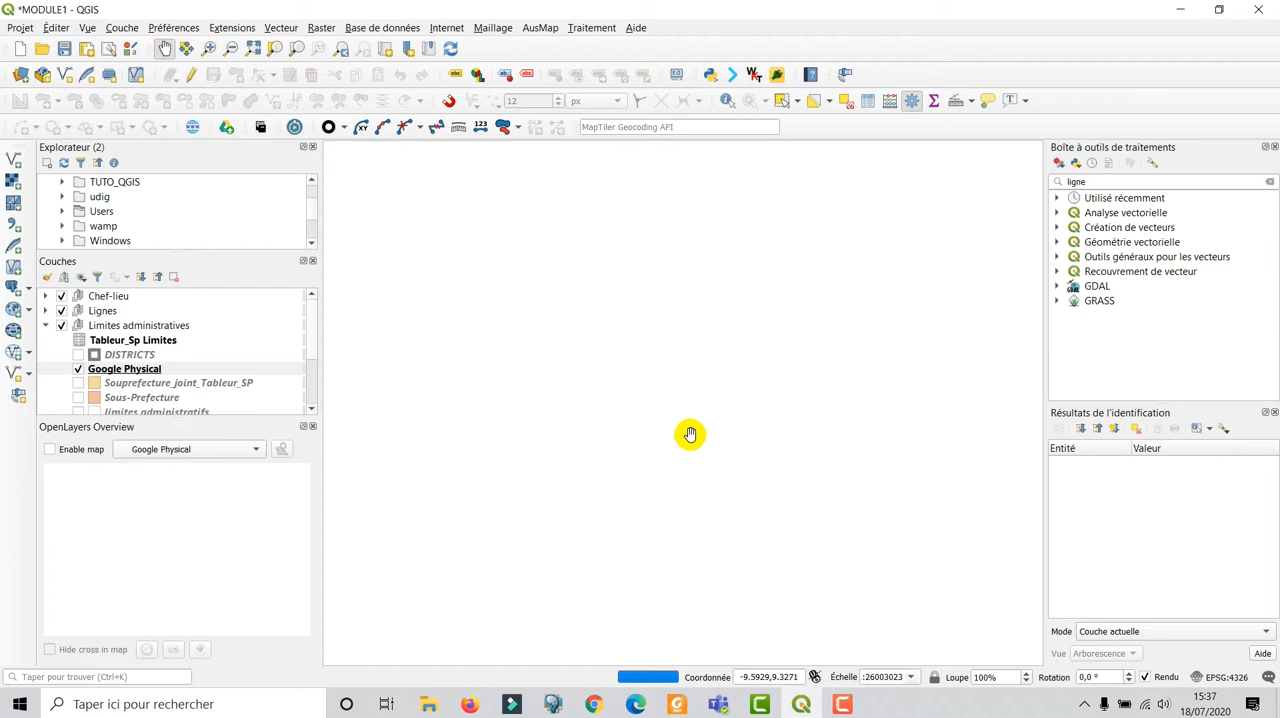 *MODULE1 - QGIS
Projet Éditer Vue Couche Préférences Extensions Vecteur Raster Base de données Internet Maillage AusMap Traitement Aide
12 px
123 MapTiler Geocoding API
Explorateur (2)
TUTO_QGIS
udig
Users
wamp
Windows
Couches
Chef-lieu
Lignes
Limites administratives
Tableur_Sp Limites
DISTRICTS
Google Physical
Souprefecture_joint_Tableur_SP
Sous-Prefecture
limites administratifs
OpenLayers Overview
Enable map Google Physical
Hide cross in map
Boîte à outils de traitements
ligne
Utilisé récemment
Analyse vectorielle
Création de vecteurs
Géométrie vectorielle
Outils généraux pour les vecteurs
Recouvrement de vecteur
GDAL
GRASS
Résultats de l'identification
Entité Valeur
Mode Couche actuelle
Vue Arborescence Aide
Taper pour trouver (Ctrl+K)
Coordonnée -9.5929,9.3271 Échelle :26003023 Loupe 100% Rotation 0,0 ° Rendu EPSG:4326
Taper ici pour rechercher
15:37
18/07/2020